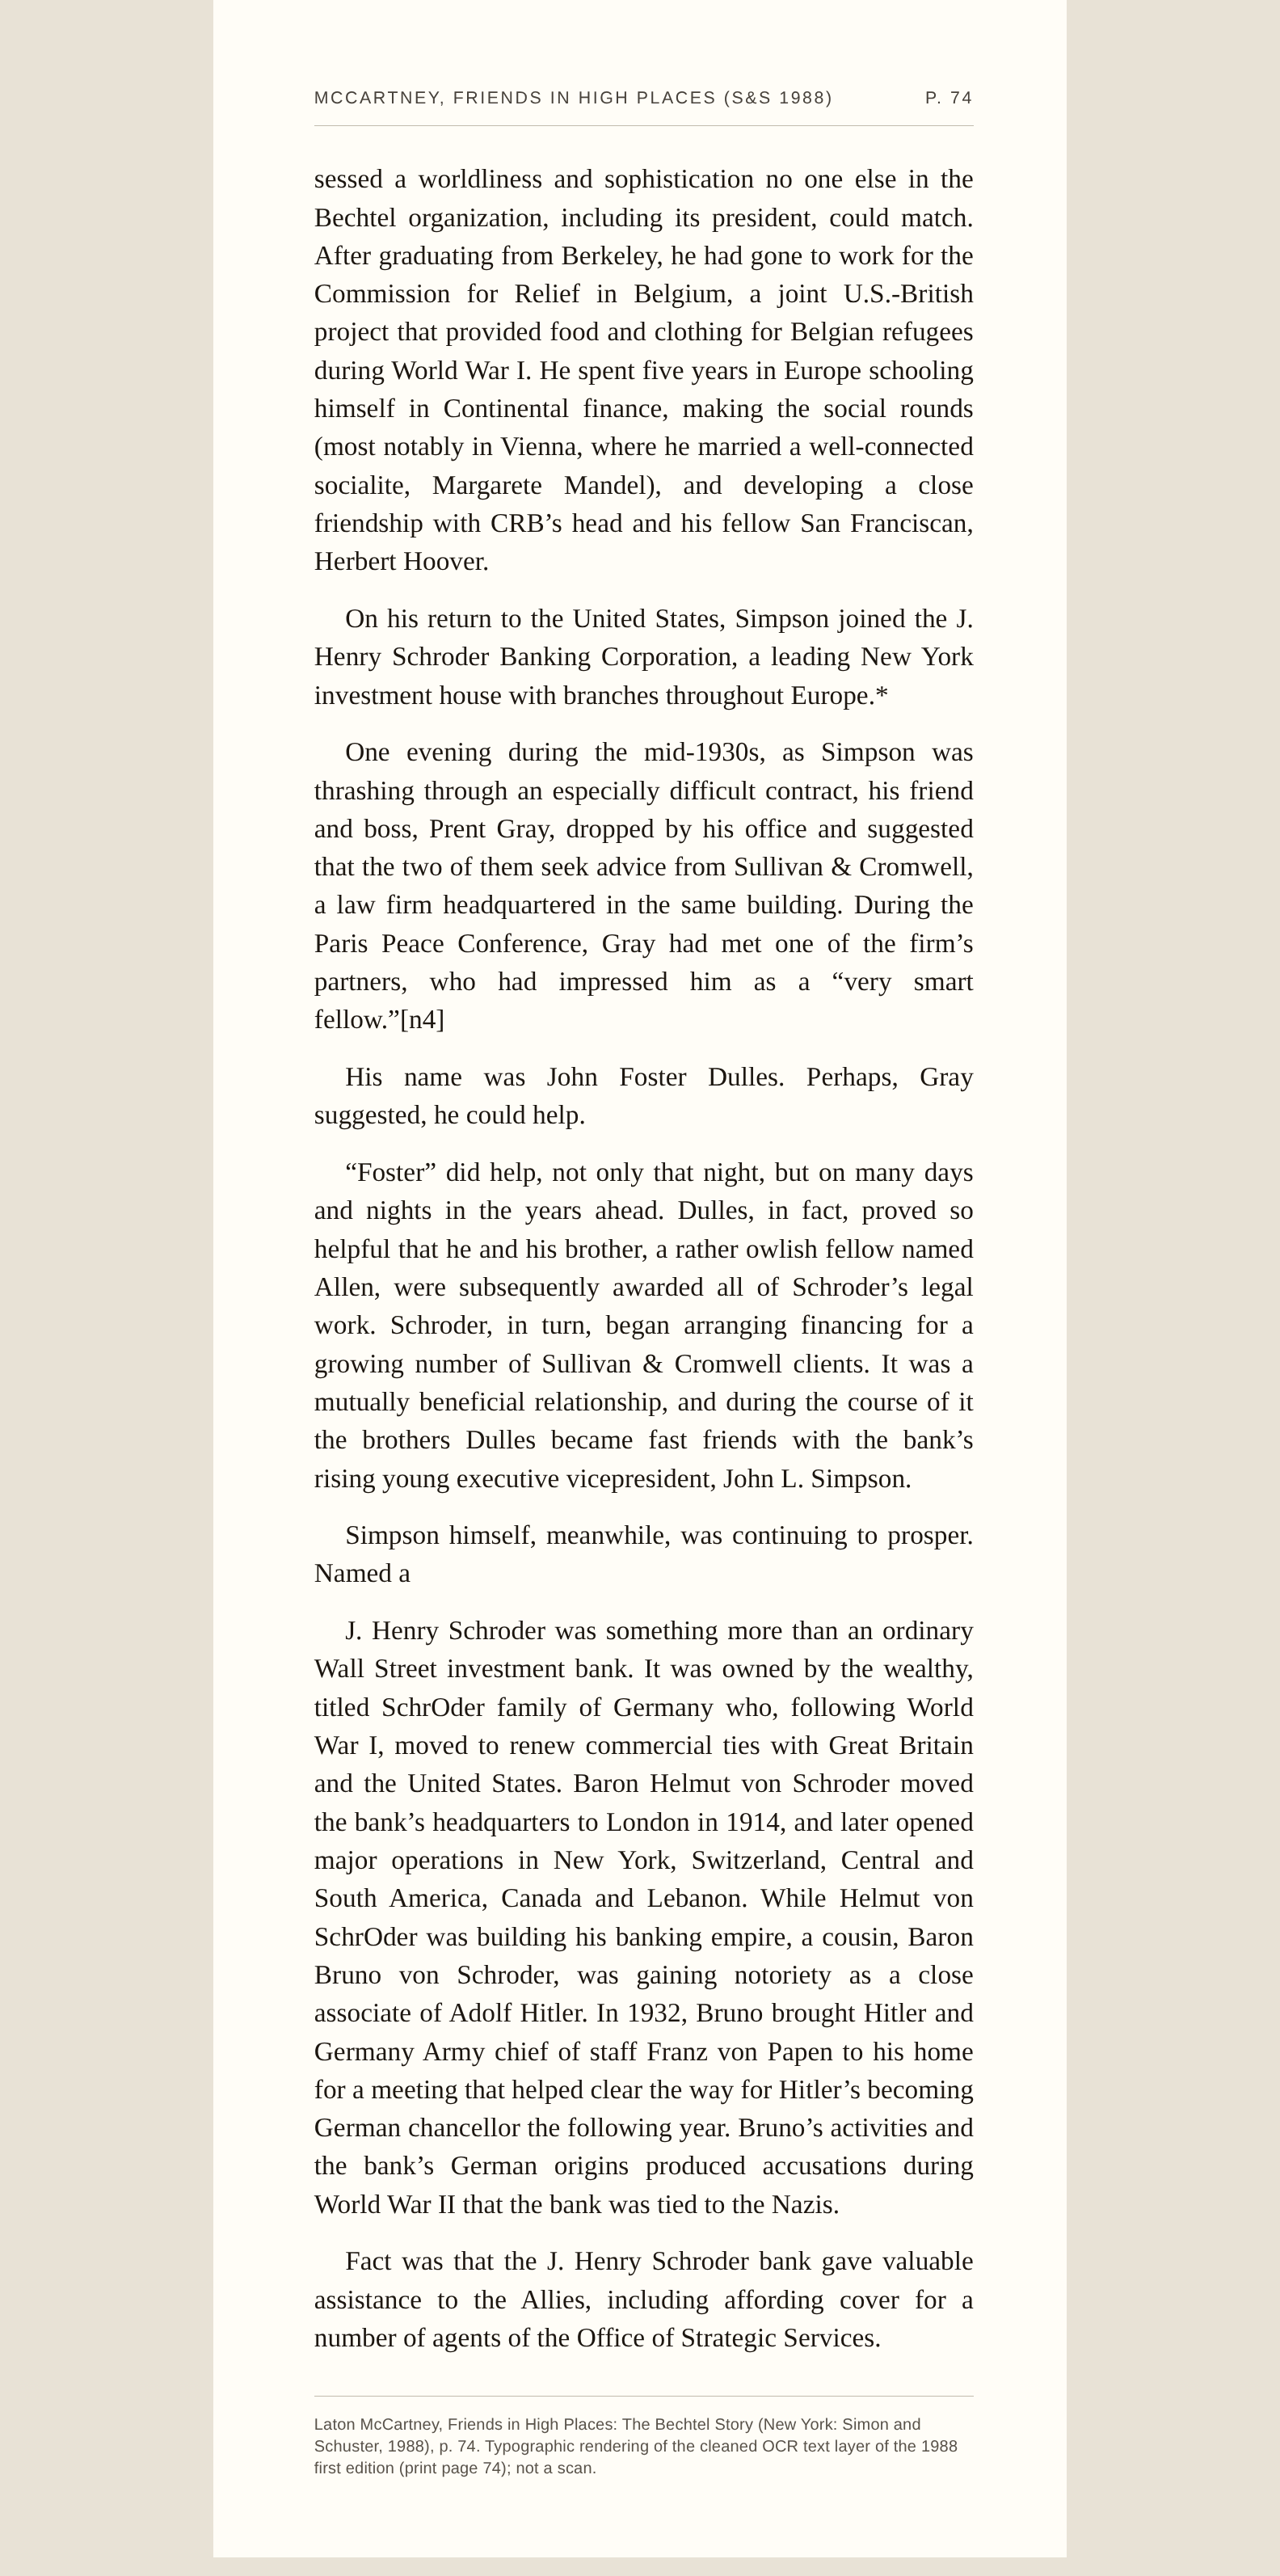 MCCARTNEY, FRIENDS IN HIGH PLACES (S&S 1988) P. 74
sessed a worldliness and sophistication no one else in the
Bechtel organization, including its president, could match.
After graduating from Berkeley, he had gone to work for the
Commission for Relief in Belgium, a joint U.S.-British
project that provided food and clothing for Belgian refugees
during World War I. He spent five years in Europe schooling
himself in Continental finance, making the social rounds
(most notably in Vienna, where he married a well-connected
socialite, Margarete Mandel), and developing a close
friendship with CRB’s head and his fellow San Franciscan,
Herbert Hoover.
On his return to the United States, Simpson joined the J.
Henry Schroder Banking Corporation, a leading New York
investment house with branches throughout Europe.*
One evening during the mid-1930s, as Simpson was
thrashing through an especially difficult contract, his friend
and boss, Prent Gray, dropped by his office and suggested
that the two of them seek advice from Sullivan & Cromwell,
a law firm headquartered in the same building. During the
Paris Peace Conference, Gray had met one of the firm’s
partners, who had impressed him as a “very smart
fellow.”[n4]
His name was John Foster Dulles. Perhaps, Gray
suggested, he could help.
“Foster” did help, not only that night, but on many days
and nights in the years ahead. Dulles, in fact, proved so
helpful that he and his brother, a rather owlish fellow named
Allen, were subsequently awarded all of Schroder’s legal
work. Schroder, in turn, began arranging financing for a
growing number of Sullivan & Cromwell clients. It was a
mutually beneficial relationship, and during the course of it
the brothers Dulles became fast friends with the bank’s
rising young executive vicepresident, John L. Simpson.
Simpson himself, meanwhile, was continuing to prosper.
Named a
J. Henry Schroder was something more than an ordinary
Wall Street investment bank. It was owned by the wealthy,
titled SchrOder family of Germany who, following World
War I, moved to renew commercial ties with Great Britain
and the United States. Baron Helmut von Schroder moved
the bank’s headquarters to London in 1914, and later opened
major operations in New York, Switzerland, Central and
South America, Canada and Lebanon. While Helmut von
SchrOder was building his banking empire, a cousin, Baron
Bruno von Schroder, was gaining notoriety as a close
associate of Adolf Hitler. In 1932, Bruno brought Hitler and
Germany Army chief of staff Franz von Papen to his home
for a meeting that helped clear the way for Hitler’s becoming
German chancellor the following year. Bruno’s activities and
the bank’s German origins produced accusations during
World War II that the bank was tied to the Nazis.
Fact was that the J. Henry Schroder bank gave valuable
assistance to the Allies, including affording cover for a
number of agents of the Office of Strategic Services.
Laton McCartney, Friends in High Places: The Bechtel Story (New York: Simon and
Schuster, 1988), p. 74. Typographic rendering of the cleaned OCR text layer of the 1988
first edition (print page 74); not a scan.